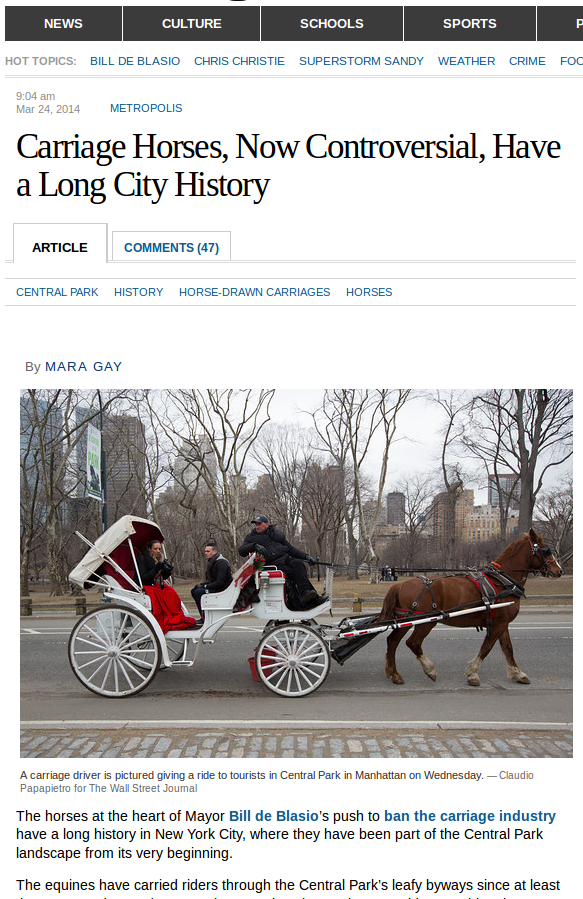 NEWS CULTURE SCHOOLS SPORTS P
HOT TOPICS: BILL DE BLASIO CHRIS CHRISTIE SUPERSTORM SANDY WEATHER CRIME FOO
9:04 am
Mar 24, 2014 METROPOLIS
Carriage Horses, Now Controversial, Have
a Long City History
ARTICLE COMMENTS (47)
CENTRAL PARK HISTORY HORSE-DRAWN CARRIAGES HORSES
By MARA GAY
A carriage driver is pictured giving a ride to tourists in Central Park in Manhattan on Wednesday. — Claudio
Papapietro for The Wall Street Journal
The horses at the heart of Mayor Bill de Blasio’s push to ban the carriage industry
have a long history in New York City, where they have been part of the Central Park
landscape from its very beginning.
The equines have carried riders through the Central Park’s leafy byways since at least